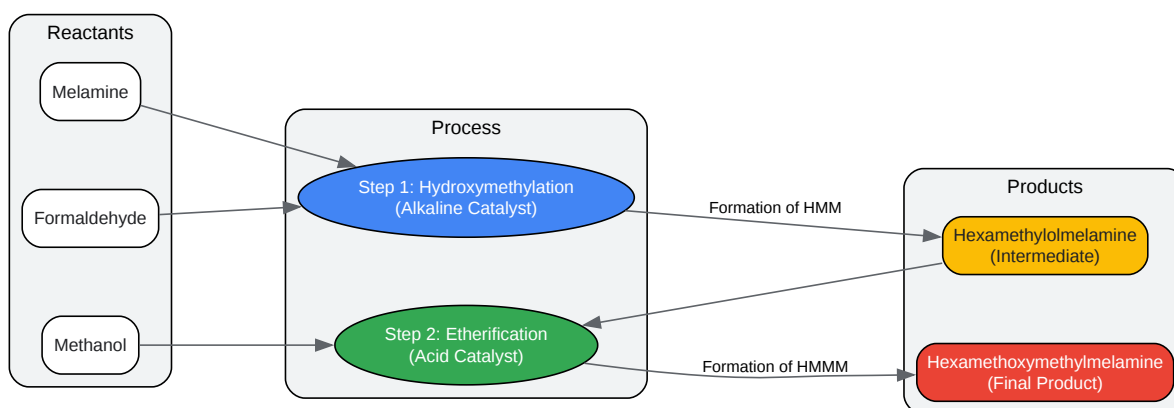 Reactants
Melamine
Formaldehyde
Methanol
Process
Step 1: Hydroxymethylation
(Alkaline Catalyst)
Step 2: Etherification
(Acid Catalyst)
Formation of HMM
Formation of HMMM
Products
Hexamethylolmelamine
(Intermediate)
Hexamethoxymethylmelamine
(Final Product)